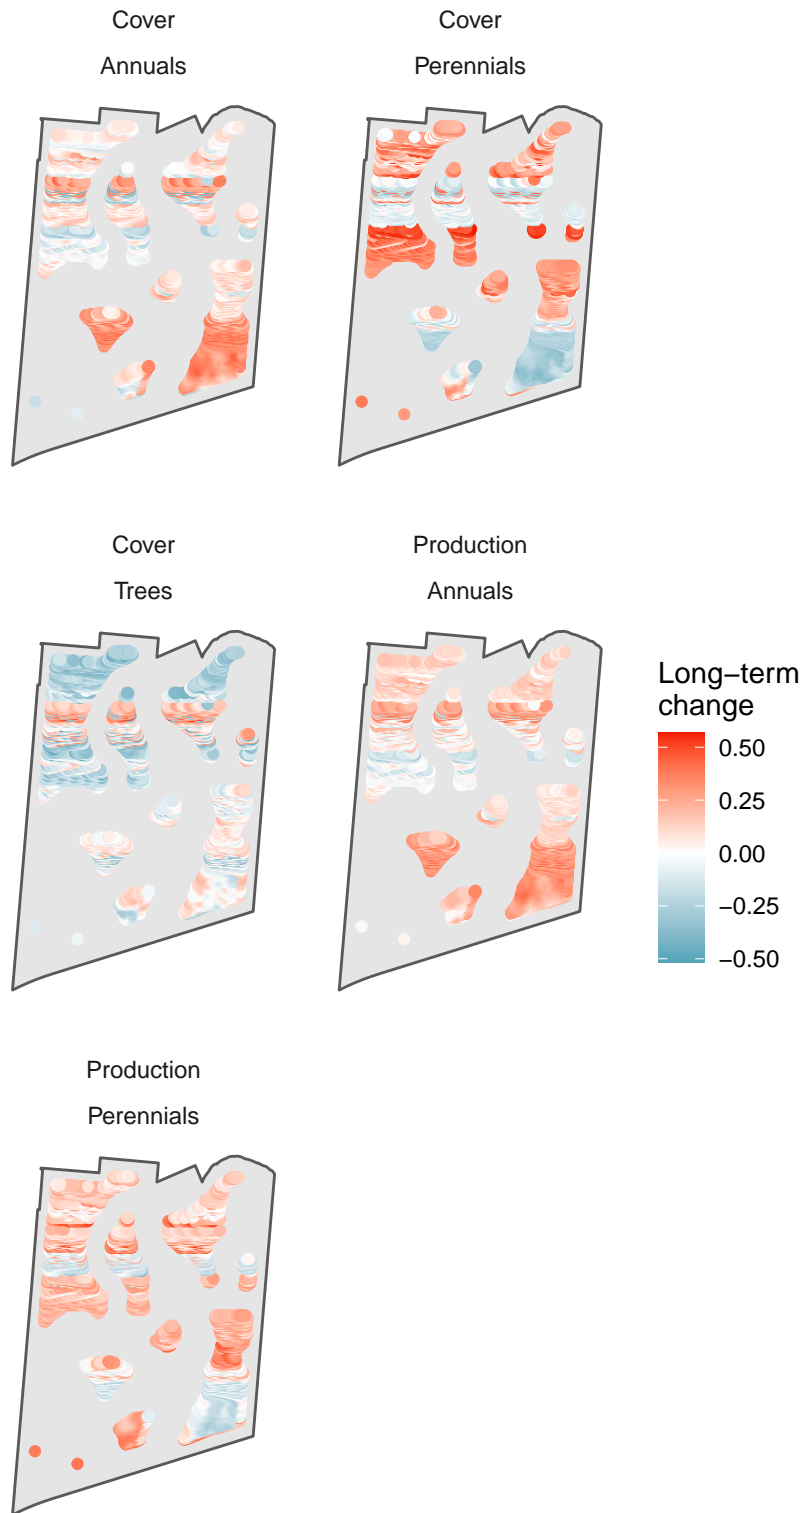 Cover
Annuals
Cover
Perennials
Cover
Trees
Production
Annuals
Long−term
change
0.50
0.25
0.00
−0.25
−0.50
Production
Perennials